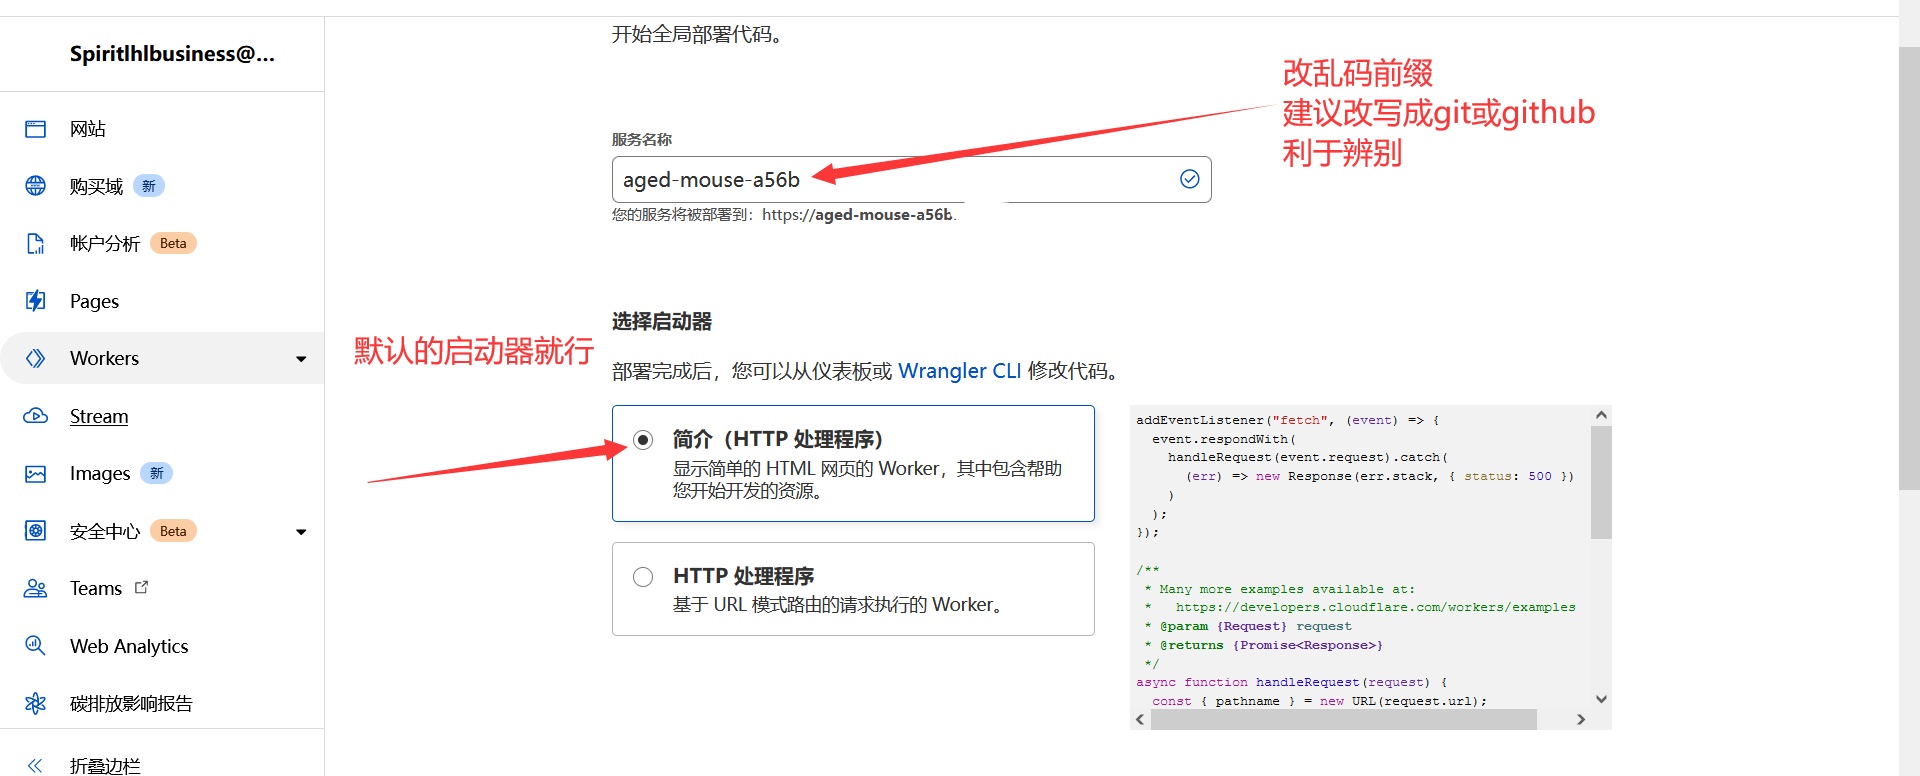 Spiritlhlbusiness@...
网站
购买域 新
帐户分析 Beta
Pages
Workers
Stream
Images 新
安全中心 Beta
Teams
Web Analytics
碳排放影响报告
折叠边栏
开始全局部署代码。
改乱码前缀
建议改写成git或github
利于辨别
服务名称
aged-mouse-a56b
您的服务将被部署到：https://aged-mouse-a56b.
选择启动器
默认的启动器就行
部署完成后，您可以从仪表板或 Wrangler CLI 修改代码。
简介（HTTP 处理程序）
显示简单的 HTML 网页的 Worker，其中包含帮助
您开始开发的资源。
HTTP 处理程序
基于 URL 模式路由的请求执行的 Worker。
addEventListener("fetch", (event) => {
  event.respondWith(
    handleRequest(event.request).catch(
      (err) => new Response(err.stack, { status: 500 })
    )
  );
});
/**
 * Many more examples available at:
 *   https://developers.cloudflare.com/workers/examples
 * @param {Request} request
 * @returns {Promise<Response>}
 */
async function handleRequest(request) {
  const { pathname } = new URL(request.url);